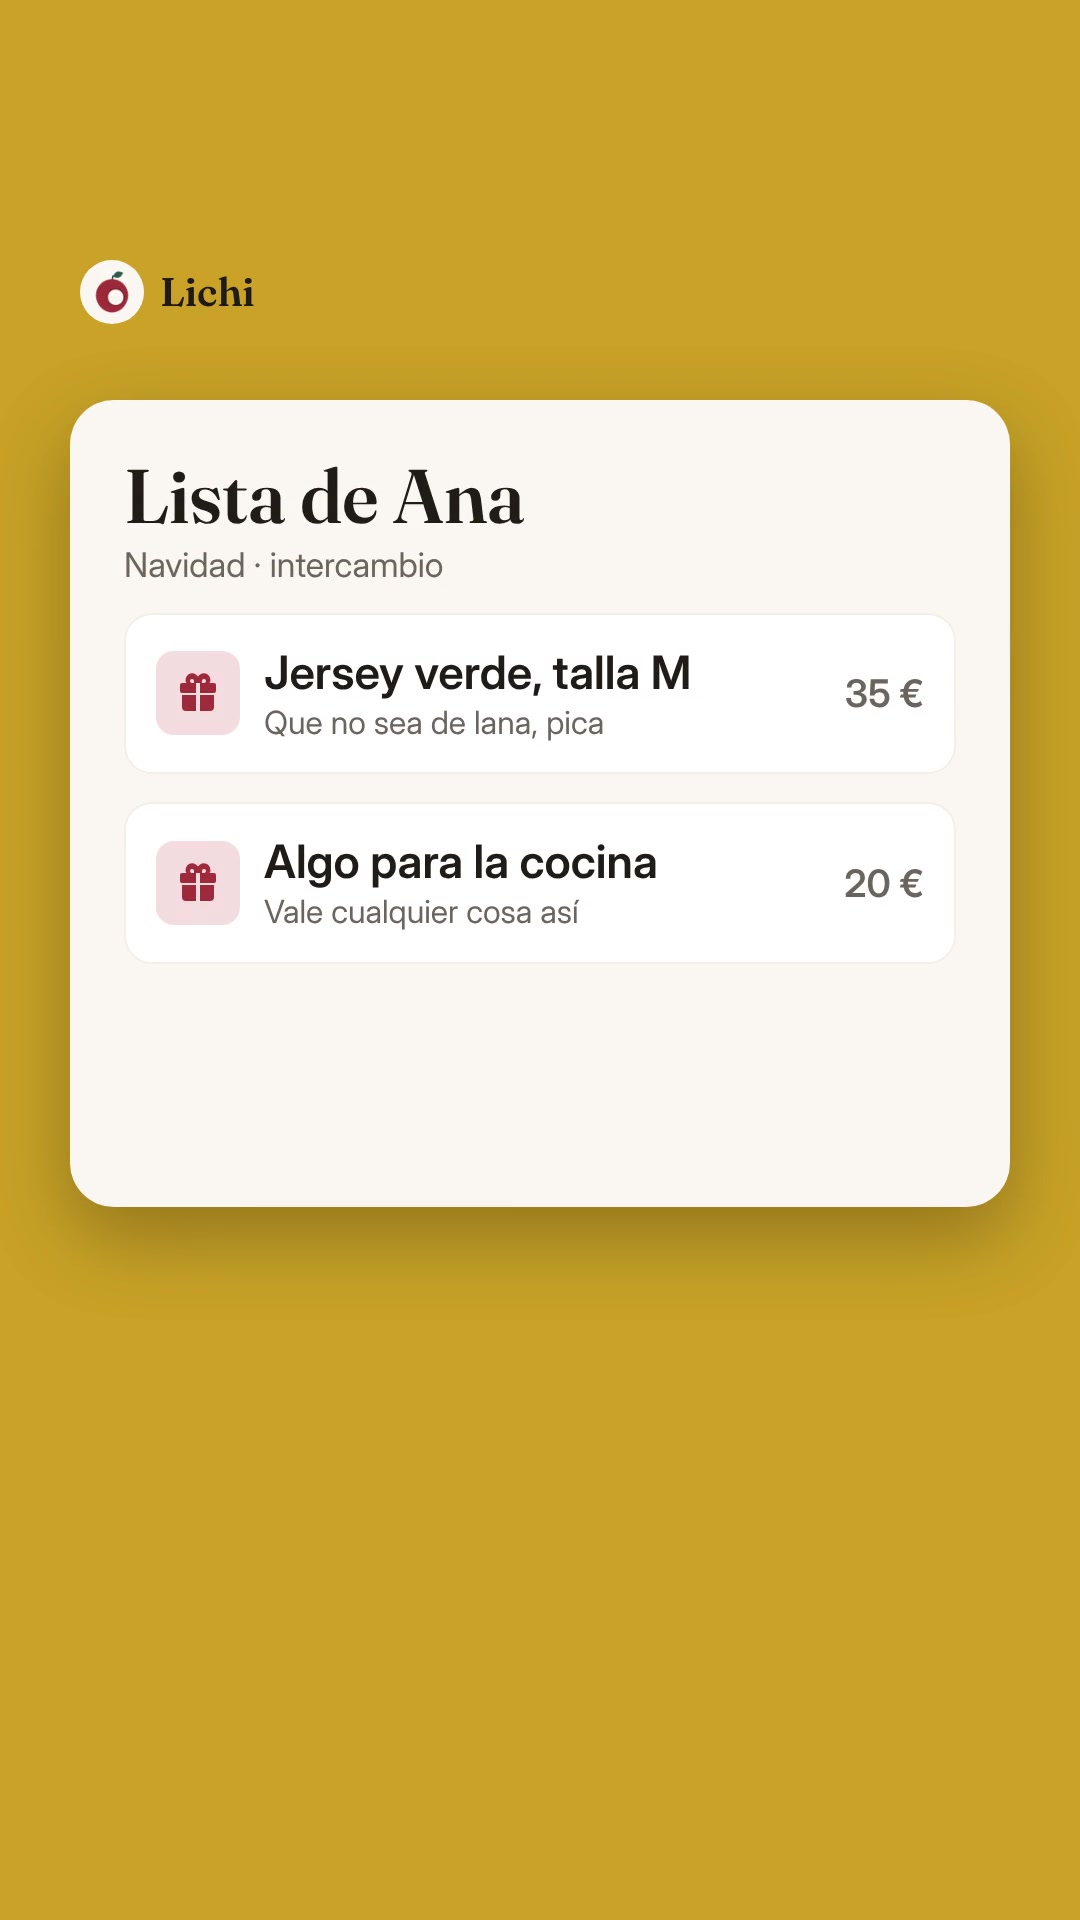 Lichi
Lista de Ana
Navidad · intercambio
Jersey verde, talla M
Que no sea de lana, pica
35 €
Algo para la cocina
Vale cualquier cosa así
20 €